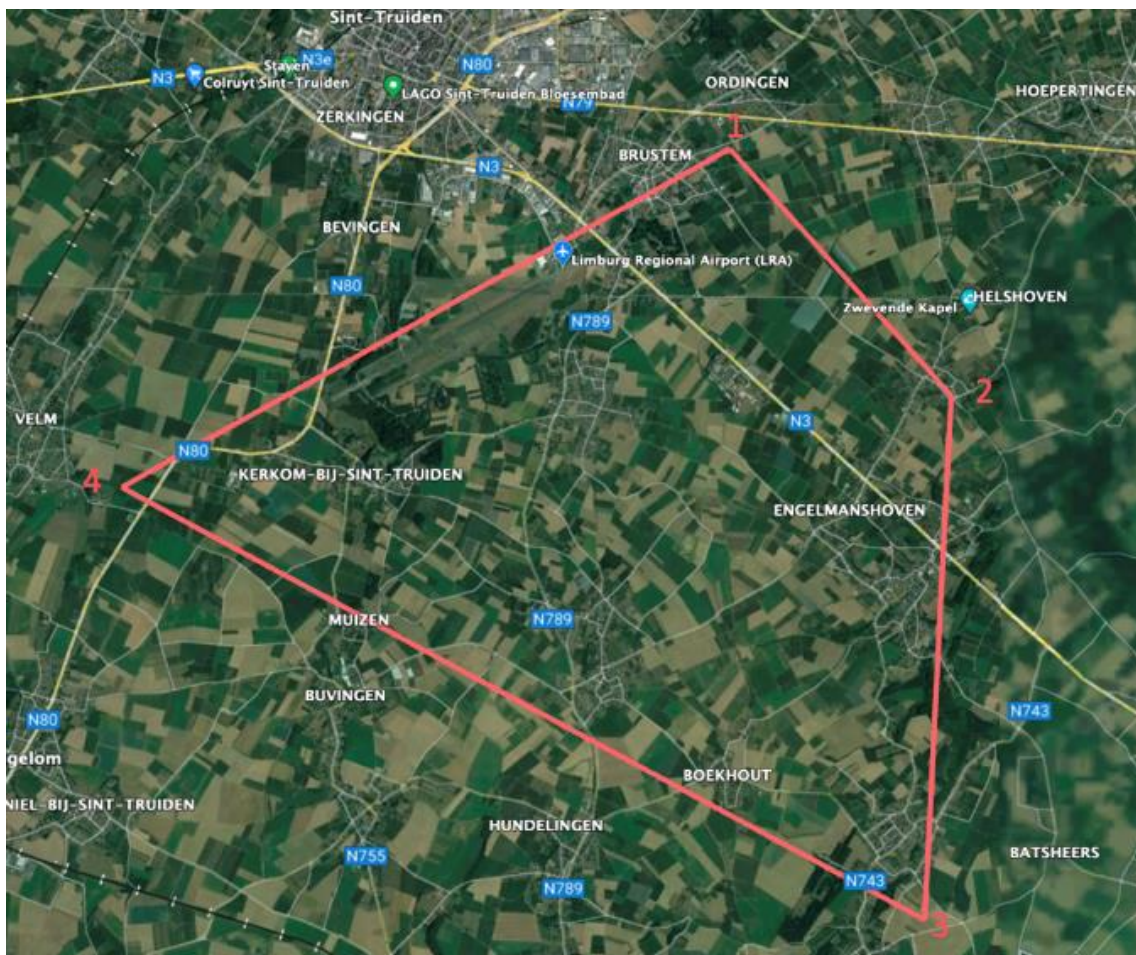 Sint-Truiden
N3e
Stayen
N3
Colruyt Sint-Truiden
N80
LAGO Sint-Truiden Bloesembad
ORDINGEN
HOEPERTINGEN
N79
ZERKINGEN
1
BRUSTEM
N3
BEVINGEN
Limburg Regional Airport (LRA)
N80
HELSHOVEN
Zwevende Kapel
N789
2
VELM
N3
N80
KERKOM-BIJ-SINT-TRUIDEN
4
ENGELMANSHOVEN
MUIZEN
N789
BUVINGEN
N80
N743
gelom
BOEKHOUT
NIEL-BIJ-SINT-TRUIDEN
HUNDELINGEN
N755
BATSHEERS
N743
N789
3